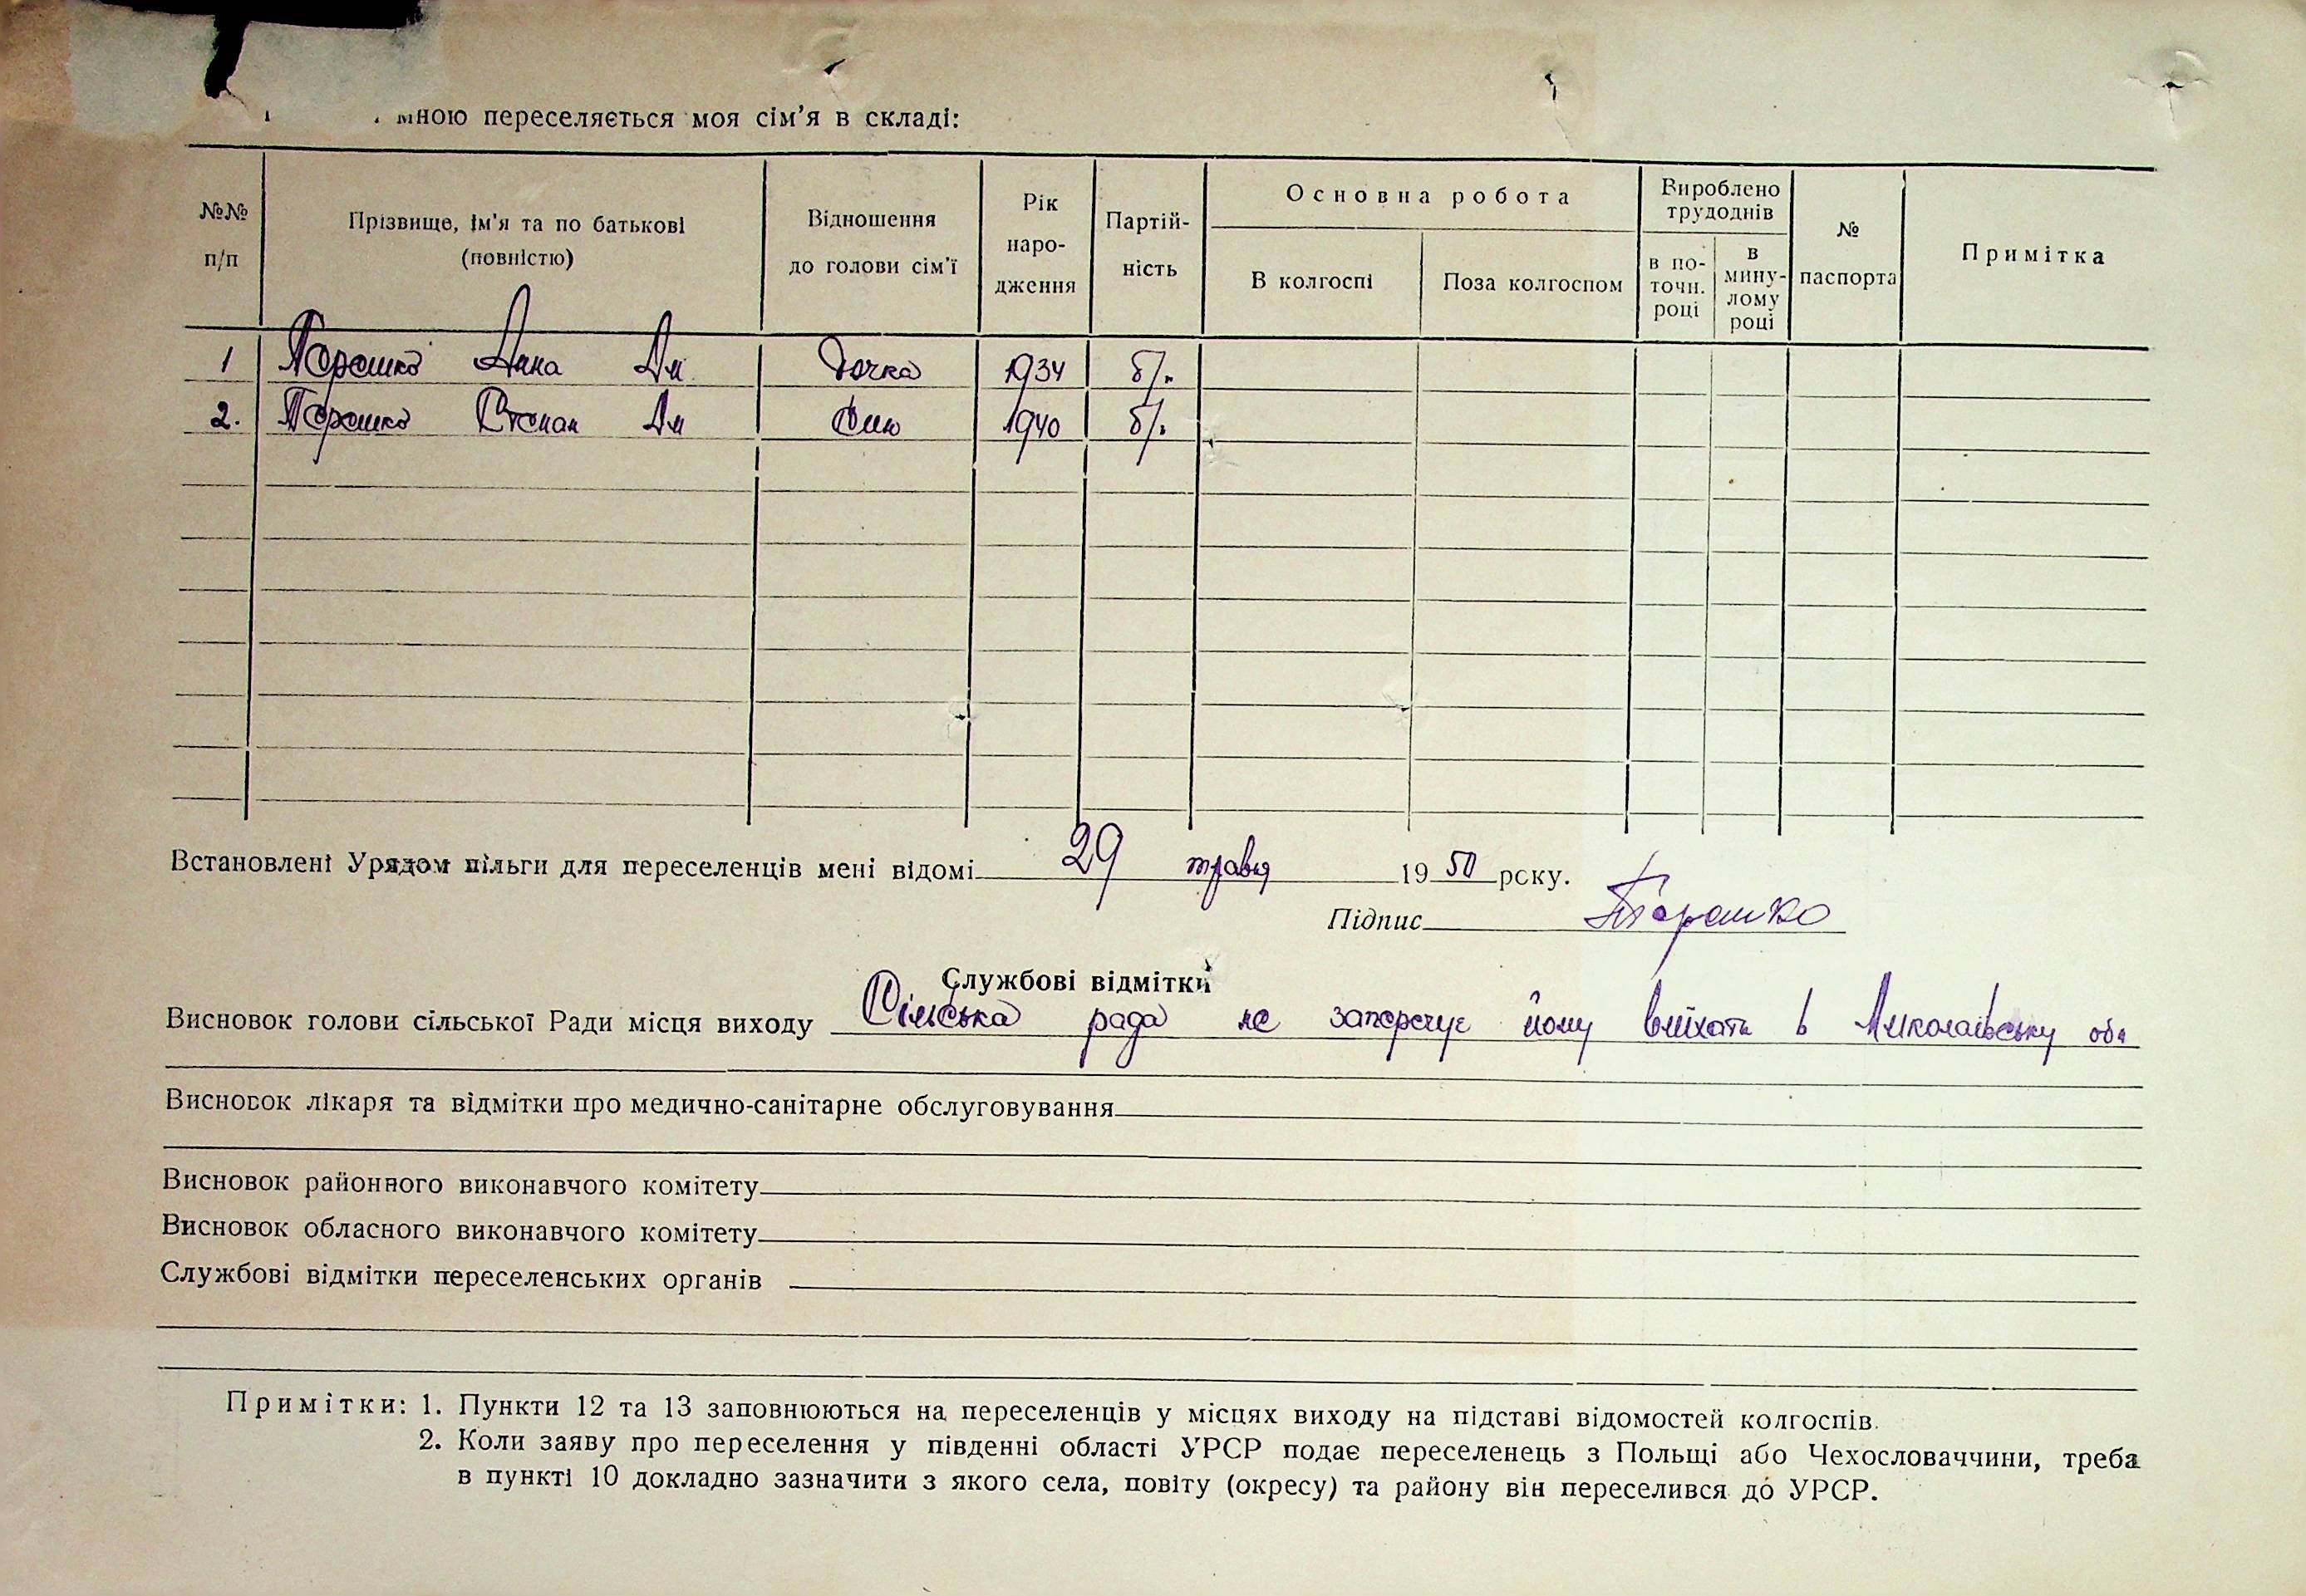 мною переселяється моя сім'я в складі:
№№ п/п
Прізвище, ім'я та по батькові (повністю)
Відношення до голови сім'ї
Рік народження
Партійність
Основна робота
В колгоспі
Поза колгоспом
Вироблено трудоднів
в поточн. році
в минулому році
№ паспорта
Примітка
1 Порошко Анна Дм дочка 1934 б/.
2. Порошко Степан Дм син 1940 б/.
Встановлені Урядом пільги для переселенців мені відомі 29 травня 1950 року.
Підпис Порошко
Службові відмітки
Висновок голови сільської Ради місця виходу Сільська рада не заперечує йому виїхати в Миколаївську обл
Висновок лікаря та відмітки про медично-санітарне обслуговування
Висновок районного виконавчого комітету
Висновок обласного виконавчого комітету
Службові відмітки переселенських органів
Примітки: 1. Пункти 12 та 13 заповнюються на переселенців у місцях виходу на підставі відомостей колгоспів.
2. Коли заяву про переселення у південні області УРСР подає переселенець з Польщі або Чехословаччини, треба
в пункті 10 докладно зазначити з якого села, повіту (окресу) та району він переселився до УРСР.